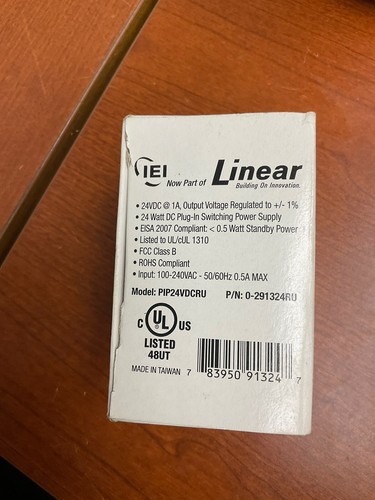 IEI Now Part of Linear
Building On Innovation.
• 24VDC @ 1A, Output Voltage Regulated to +/- 1%
• 24 Watt DC Plug-In Switching Power Supply
• EISA 2007 Compliant: < 0.5 Watt Standby Power
• Listed to UL/cUL 1310
• FCC Class B
• ROHS Compliant
• Input: 100-240VAC - 50/60Hz 0.5A MAX
Model: PIP24VDCRU P/N: 0-291324RU
C UL US
LISTED
48UT
MADE IN TAIWAN 7 83950 91324 7